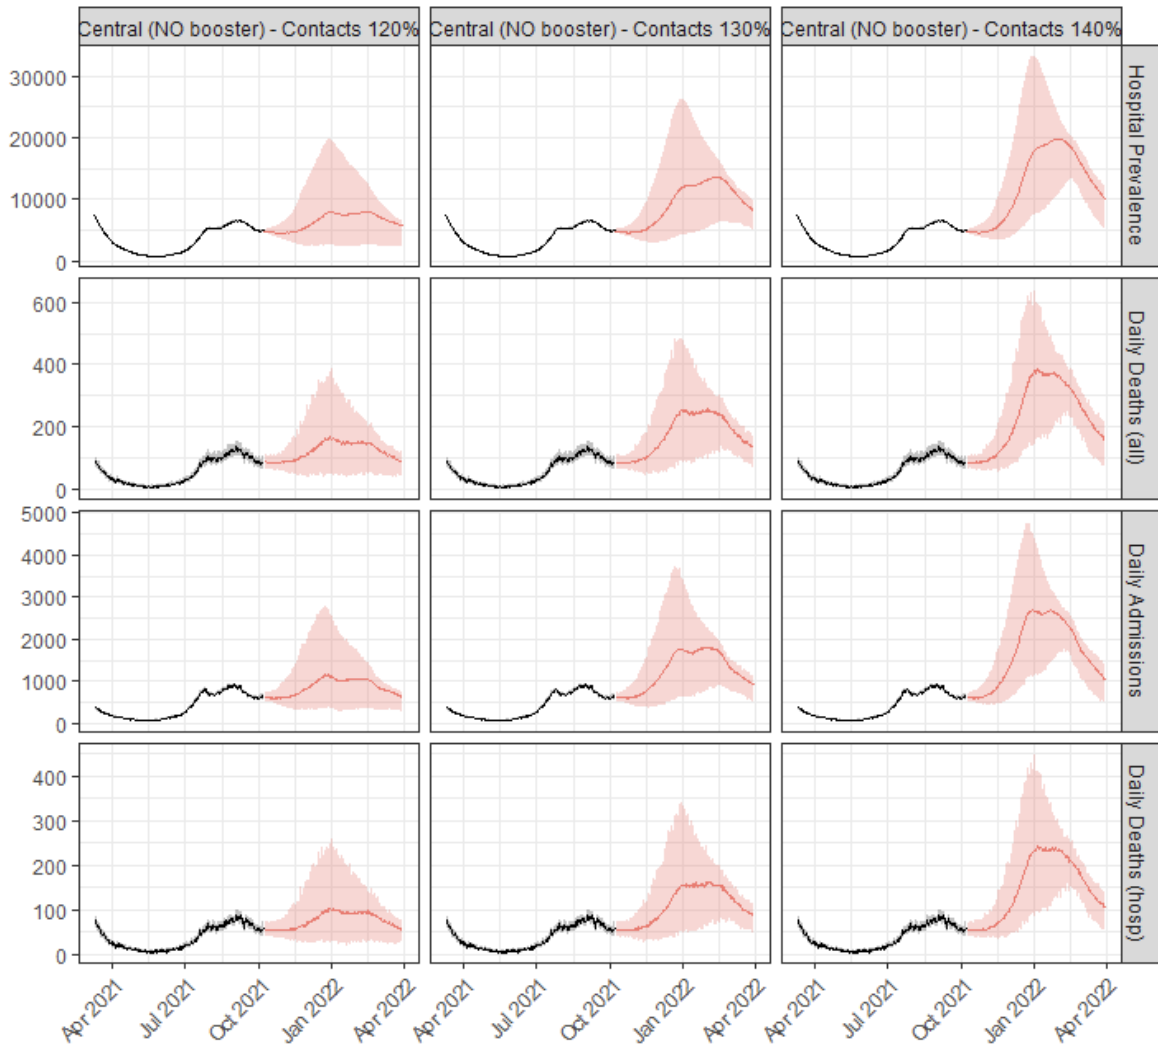 Central (NO booster) - Contacts 120%
Central (NO booster) - Contacts 130%
Central (NO booster) - Contacts 140%
30000
20000
10000
0
Hospital Prevalence
600
400
200
0
Daily Deaths (all)
5000
4000
3000
2000
1000
0
Daily Admissions
400
300
200
100
0
Daily Deaths (hosp)
Apr 2021
Jul 2021
Oct 2021
Jan 2022
Apr 2022
Apr 2021
Jul 2021
Oct 2021
Jan 2022
Apr 2022
Apr 2021
Jul 2021
Oct 2021
Jan 2022
Apr 2022